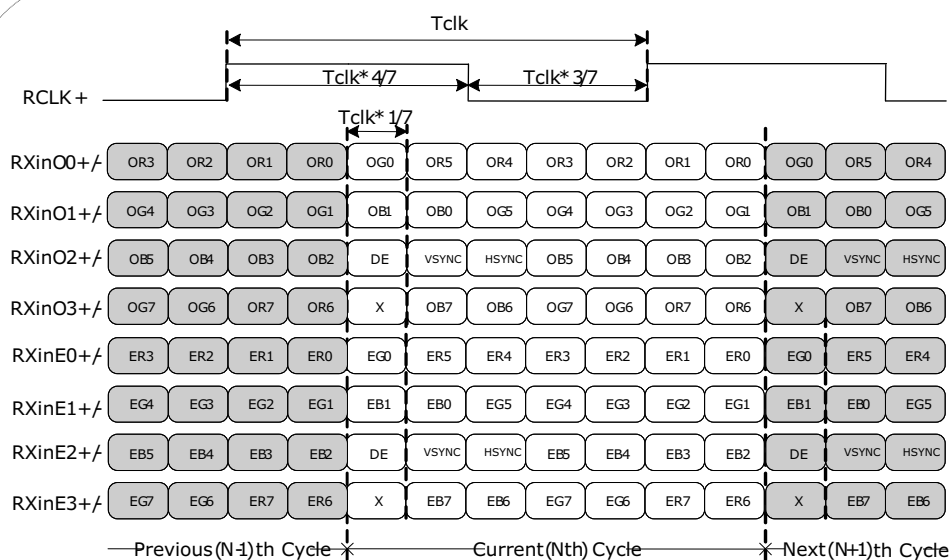 Tclk
Tclk*4/7 Tclk*3/7
RCLK+
Tclk*1/7
RXinO0+/- OR3 OR2 OR1 OR0 OG0 OR5 OR4 OR3 OR2 OR1 OR0 OG0 OR5 OR4
RXinO1+/- OG4 OG3 OG2 OG1 OB1 OB0 OG5 OG4 OG3 OG2 OG1 OB1 OB0 OG5
RXinO2+/- OB5 OB4 OB3 OB2 DE VSYNC HSYNC OB5 OB4 OB3 OB2 DE VSYNC HSYNC
RXinO3+/- OG7 OG6 OR7 OR6 X OB7 OB6 OG7 OG6 OR7 OR6 X OB7 OB6
RXinE0+/- ER3 ER2 ER1 ER0 EG0 ER5 ER4 ER3 ER2 ER1 ER0 EG0 ER5 ER4
RXinE1+/- EG4 EG3 EG2 EG1 EB1 EB0 EG5 EG4 EG3 EG2 EG1 EB1 EB0 EG5
RXinE2+/- EB5 EB4 EB3 EB2 DE VSYNC HSYNC EB5 EB4 EB3 EB2 DE VSYNC HSYNC
RXinE3+/- EG7 EG6 ER7 ER6 X EB7 EB6 EG7 EG6 ER7 ER6 X EB7 EB6
Previous(N-1)th Cycle Current(Nth) Cycle Next(N+1)th Cycle